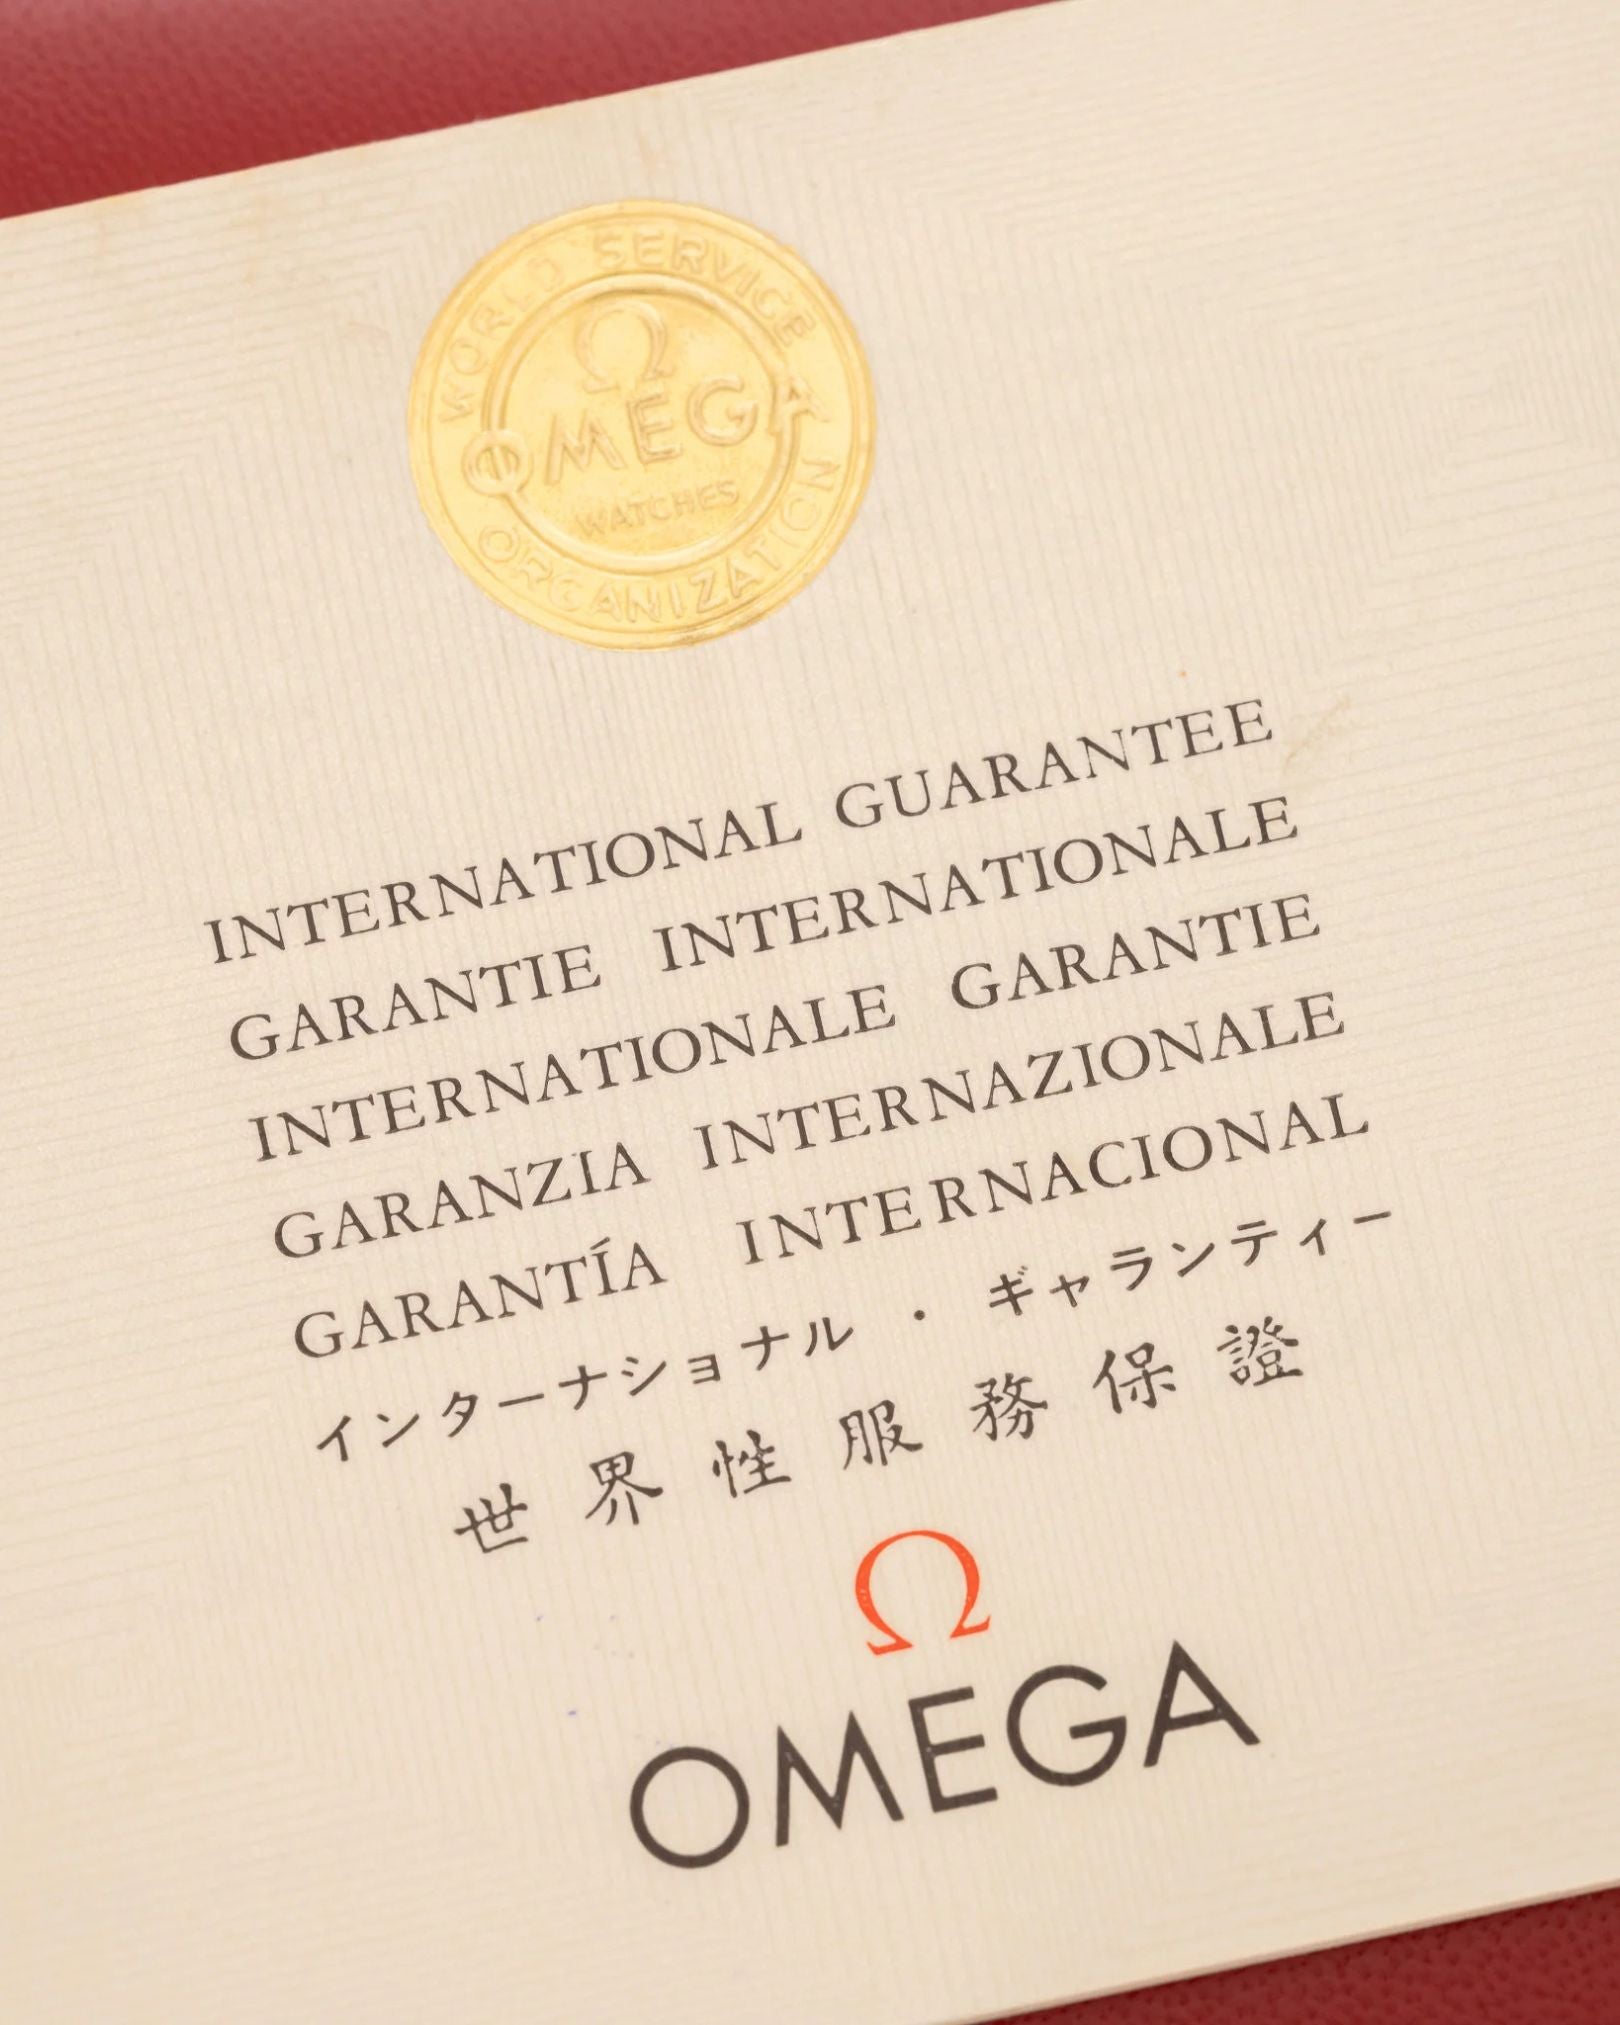 WORLD SERVICE
Ω
OMEGA
WATCHES
ORGANIZATION
INTERNATIONAL GUARANTEE
GARANTIE INTERNATIONALE
INTERNATIONALE GARANTIE
GARANZIA INTERNAZIONALE
GARANTÍA INTERNACIONAL
インターナショナル・ギャランティー
世界性服務保證
Ω
OMEGA